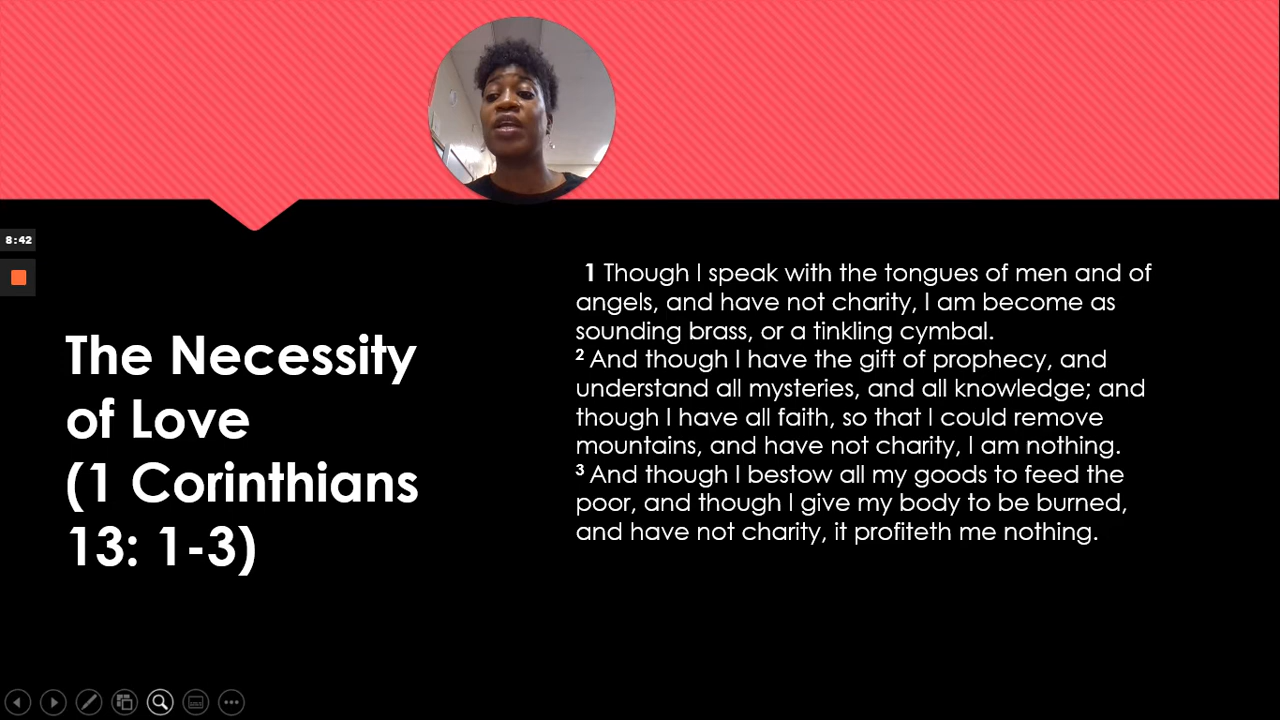 8:42
The Necessity
of Love
(1 Corinthians
13: 1-3)
1 Though I speak with the tongues of men and of
angels, and have not charity, I am become as
sounding brass, or a tinkling cymbal.
2 And though I have the gift of prophecy, and
understand all mysteries, and all knowledge; and
though I have all faith, so that I could remove
mountains, and have not charity, I am nothing.
3 And though I bestow all my goods to feed the
poor, and though I give my body to be burned,
and have not charity, it profiteth me nothing.